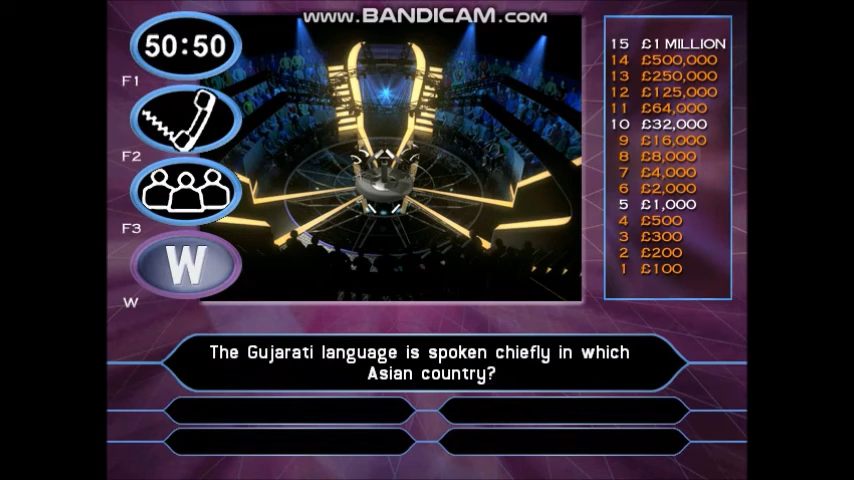 www.BANDICAM.com
50:50
F1
F2
F3
W
W
15 £1 MILLION
14 £500,000
13 £250,000
12 £125,000
11 £64,000
10 £32,000
9 £16,000
8 £8,000
7 £4,000
6 £2,000
5 £1,000
4 £500
3 £300
2 £200
1 £100
The Gujarati language is spoken chiefly in which
Asian country?